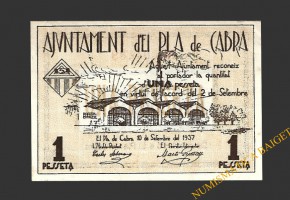 AJVNTAMENT dEl PLA de CABRA
Aquest Ajuntament reconeix
al portador la quantitat
d'UNA pesseta
en virtut de l'acord del 2 de Setembre
El Pla de Cabra, 10 de Setembre del 1937
1 PESSETA
1 PESSETA
NUMISMATICA BAIGET